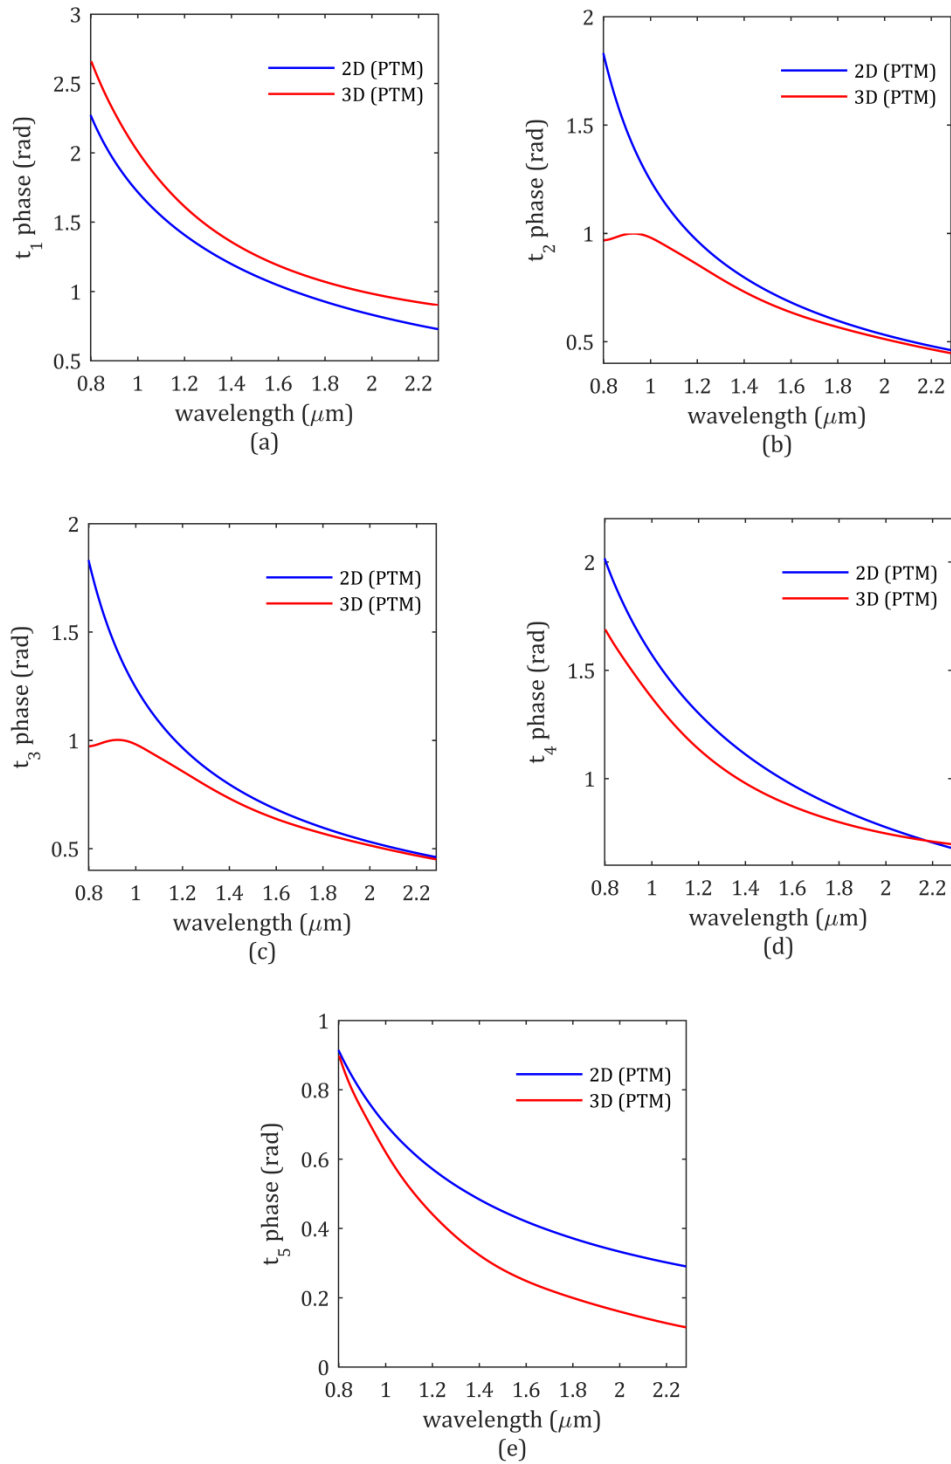 3
2.5
2
1.5
1
0.5
t_1 phase (rad)
2D (PTM)
3D (PTM)
0.8 1 1.2 1.4 1.6 1.8 2 2.2
wavelength (μm)
(a)
2
1.5
1
0.5
t_2 phase (rad)
2D (PTM)
3D (PTM)
0.8 1 1.2 1.4 1.6 1.8 2 2.2
wavelength (μm)
(b)
2
1.5
1
0.5
t_3 phase (rad)
2D (PTM)
3D (PTM)
0.8 1 1.2 1.4 1.6 1.8 2 2.2
wavelength (μm)
(c)
2
1.5
1
t_4 phase (rad)
2D (PTM)
3D (PTM)
0.8 1 1.2 1.4 1.6 1.8 2 2.2
wavelength (μm)
(d)
1
0.8
0.6
0.4
0.2
0
t_5 phase (rad)
2D (PTM)
3D (PTM)
0.8 1 1.2 1.4 1.6 1.8 2 2.2
wavelength (μm)
(e)